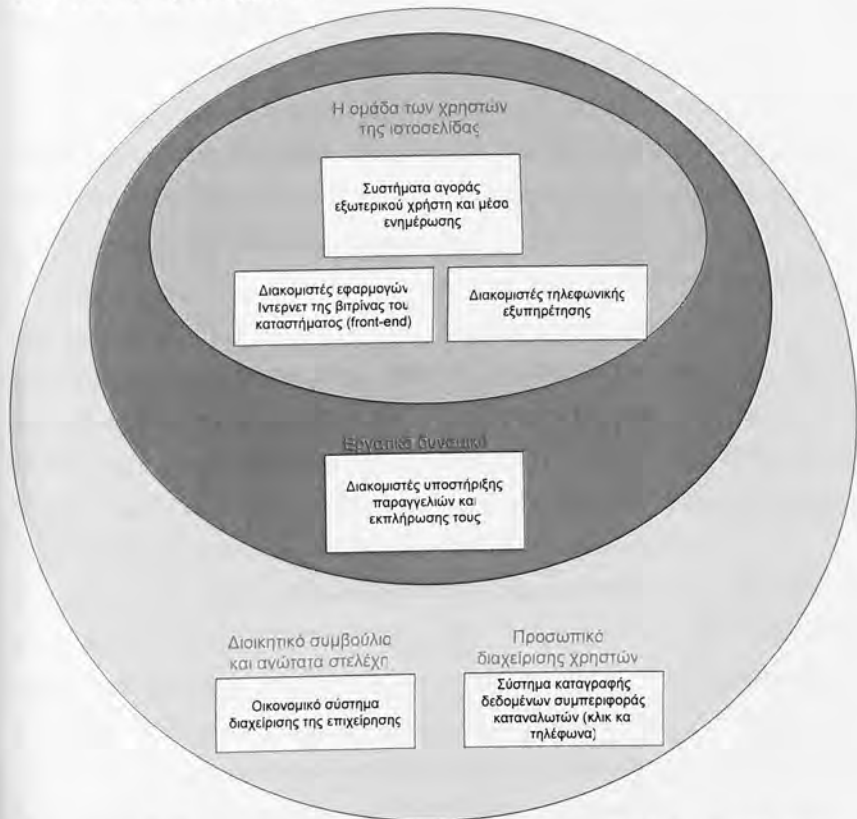 Η ομάδα των χρηστών
της ιστοσελίδας
Συστήματα αγοράς
εξωτερικού χρήστη και μέσα
ενημέρωσης
Διακομιστές εφαρμογών
Ιντερνετ της βιτρίνας του
καταστήματος (front-end)
Διακομιστές τηλεφωνικής
εξυπηρέτησης
Εργατικό δυναμικό
Διακομιστές υποστήριξης
παραγγελιών και
εκπλήρωσης τους
Διοικητικό συμβούλιο
και ανώτατα στελέχη
Οικονομικό σύστημα
διαχείρισης της επιχείρησης
Προσωπικό
διαχείρισης χρηστών
Σύστημα καταγραφής
δεδομένων συμπεριφοράς
καταναλωτών (κλικ κα
τηλέφωνα)